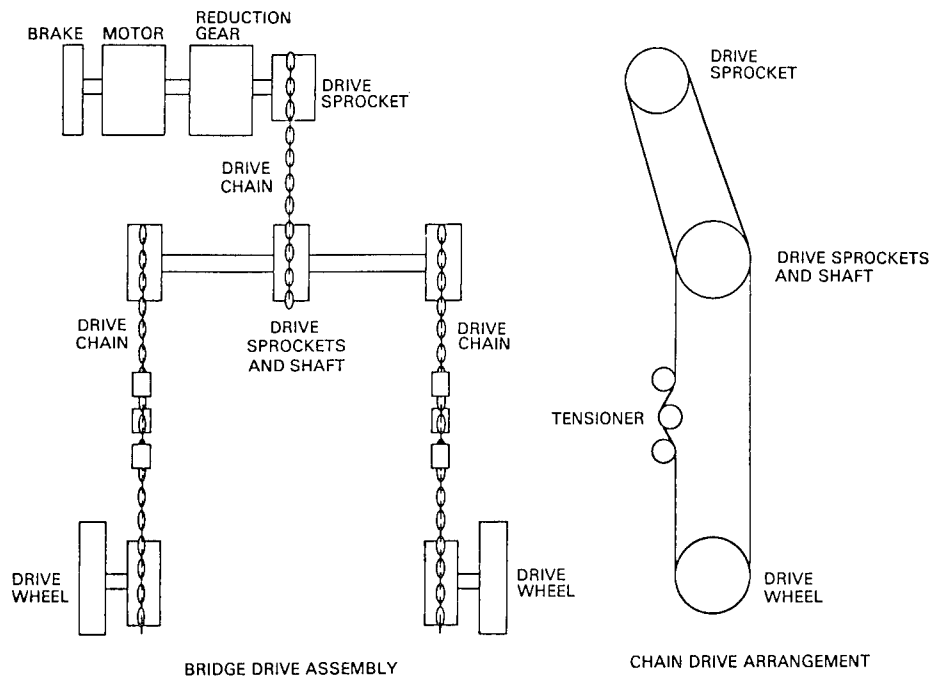 BRAKE
MOTOR
REDUCTION
GEAR
DRIVE
SPROCKET
DRIVE
CHAIN
DRIVE
CHAIN
DRIVE
SPROCKETS
AND SHAFT
DRIVE
CHAIN
DRIVE
WHEEL
DRIVE
WHEEL
BRIDGE DRIVE ASSEMBLY
DRIVE
SPROCKET
DRIVE SPROCKETS
AND SHAFT
TENSIONER
DRIVE
WHEEL
CHAIN DRIVE ARRANGEMENT